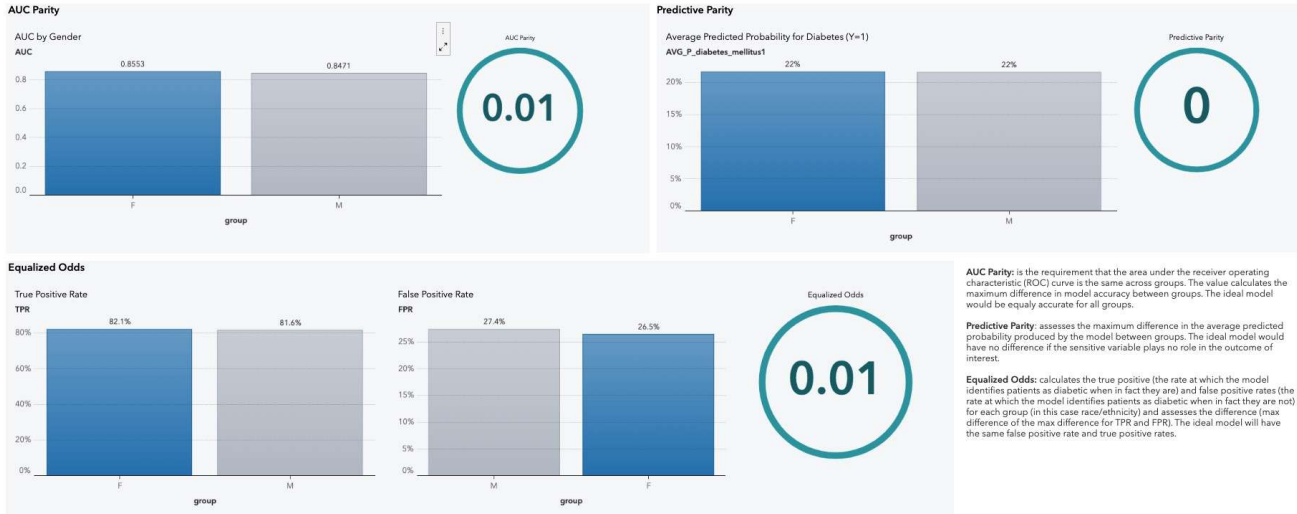 AUC Parity
AUC by Gender
AUC
0.8553
0.8471
0.8
0.6
0.4
0.2
0.0
F
M
group
AUC Parity
0.01
Predictive Parity
Average Predicted Probability for Diabetes (Y=1)
AVG_P_diabetes_mellitus1
22%
22%
20%
15%
10%
5%
0%
F
M
group
Predictive Parity
0
Equalized Odds
True Positive Rate
TPR
82.1%
81.6%
80%
60%
40%
20%
0%
F
M
group
False Positive Rate
FPR
27.4%
26.5%
25%
20%
15%
10%
5%
0%
M
F
group
Equalized Odds
0.01
AUC Parity: is the requirement that the area under the receiver operating
characteristic (ROC) curve is the same across groups. The value calculates the
maximum difference in model accuracy between groups. The ideal model
would be equaly accurate for all groups.
Predictive Parity: assesses the maximum difference in the average predicted
probability produced by the model between groups. The ideal model would
have no difference if the sensitive variable plays no role in the outcome of
interest.
Equalized Odds: calculates the true positive (the rate at which the model
identifies patients as diabetic when in fact they are) and false positive rates (the
rate at which the model identifies patients as diabetic when in fact they are not)
for each group (in this case race/ethnicity) and assesses the difference (max
difference of the max difference for TPR and FPR). The ideal model will have
the same false positive rate and true positive rates.